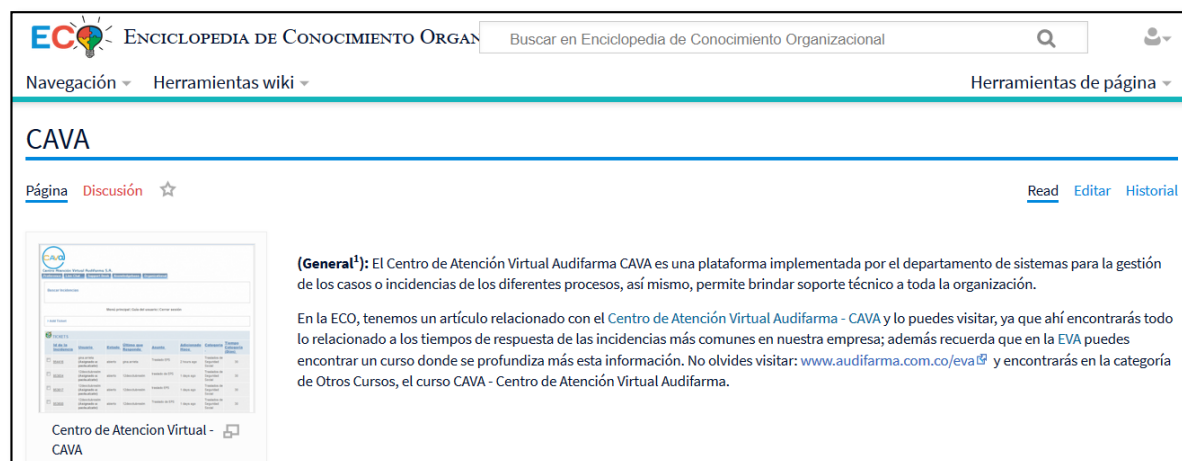 ECO ENCICLOPEDIA DE CONOCIMIENTO ORGAN
Buscar en Enciclopedia de Conocimiento Organizacional
Navegación Herramientas wiki Herramientas de página
CAVA
Página Discusión Read Editar Historial
CAVA
(General1): El Centro de Atención Virtual Audifarma CAVA es una plataforma implementada por el departamento de sistemas para la gestión
de los casos o incidencias de los diferentes procesos, así mismo, permite brindar soporte técnico a toda la organización.
En la ECO, tenemos un artículo relacionado con el Centro de Atención Virtual Audifarma - CAVA y lo puedes visitar, ya que ahí encontrarás todo
lo relacionado a los tiempos de respuesta de las incidencias más comunes en nuestra empresa; además recuerda que en la EVA puedes
encontrar un curso donde se profundiza más esta información. No olvides visitar: www.audifarma.com.co/eva y encontrarás en la categoría
de Otros Cursos, el curso CAVA - Centro de Atención Virtual Audifarma.
Centro de Atencion Virtual -
CAVA